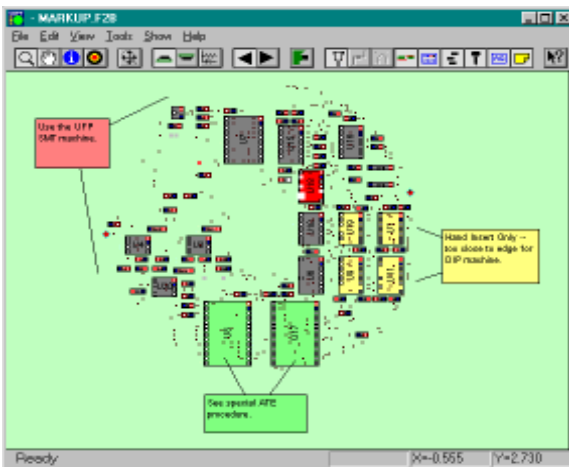 - MARKUP.F2B
File Edit View Tools Show Help
Use the UFP
SMT machine.
Hand Insert Only --
too close to edge for
DIP machine.
See special ATE
procedure.
Ready
X=-0.555
Y=2.730